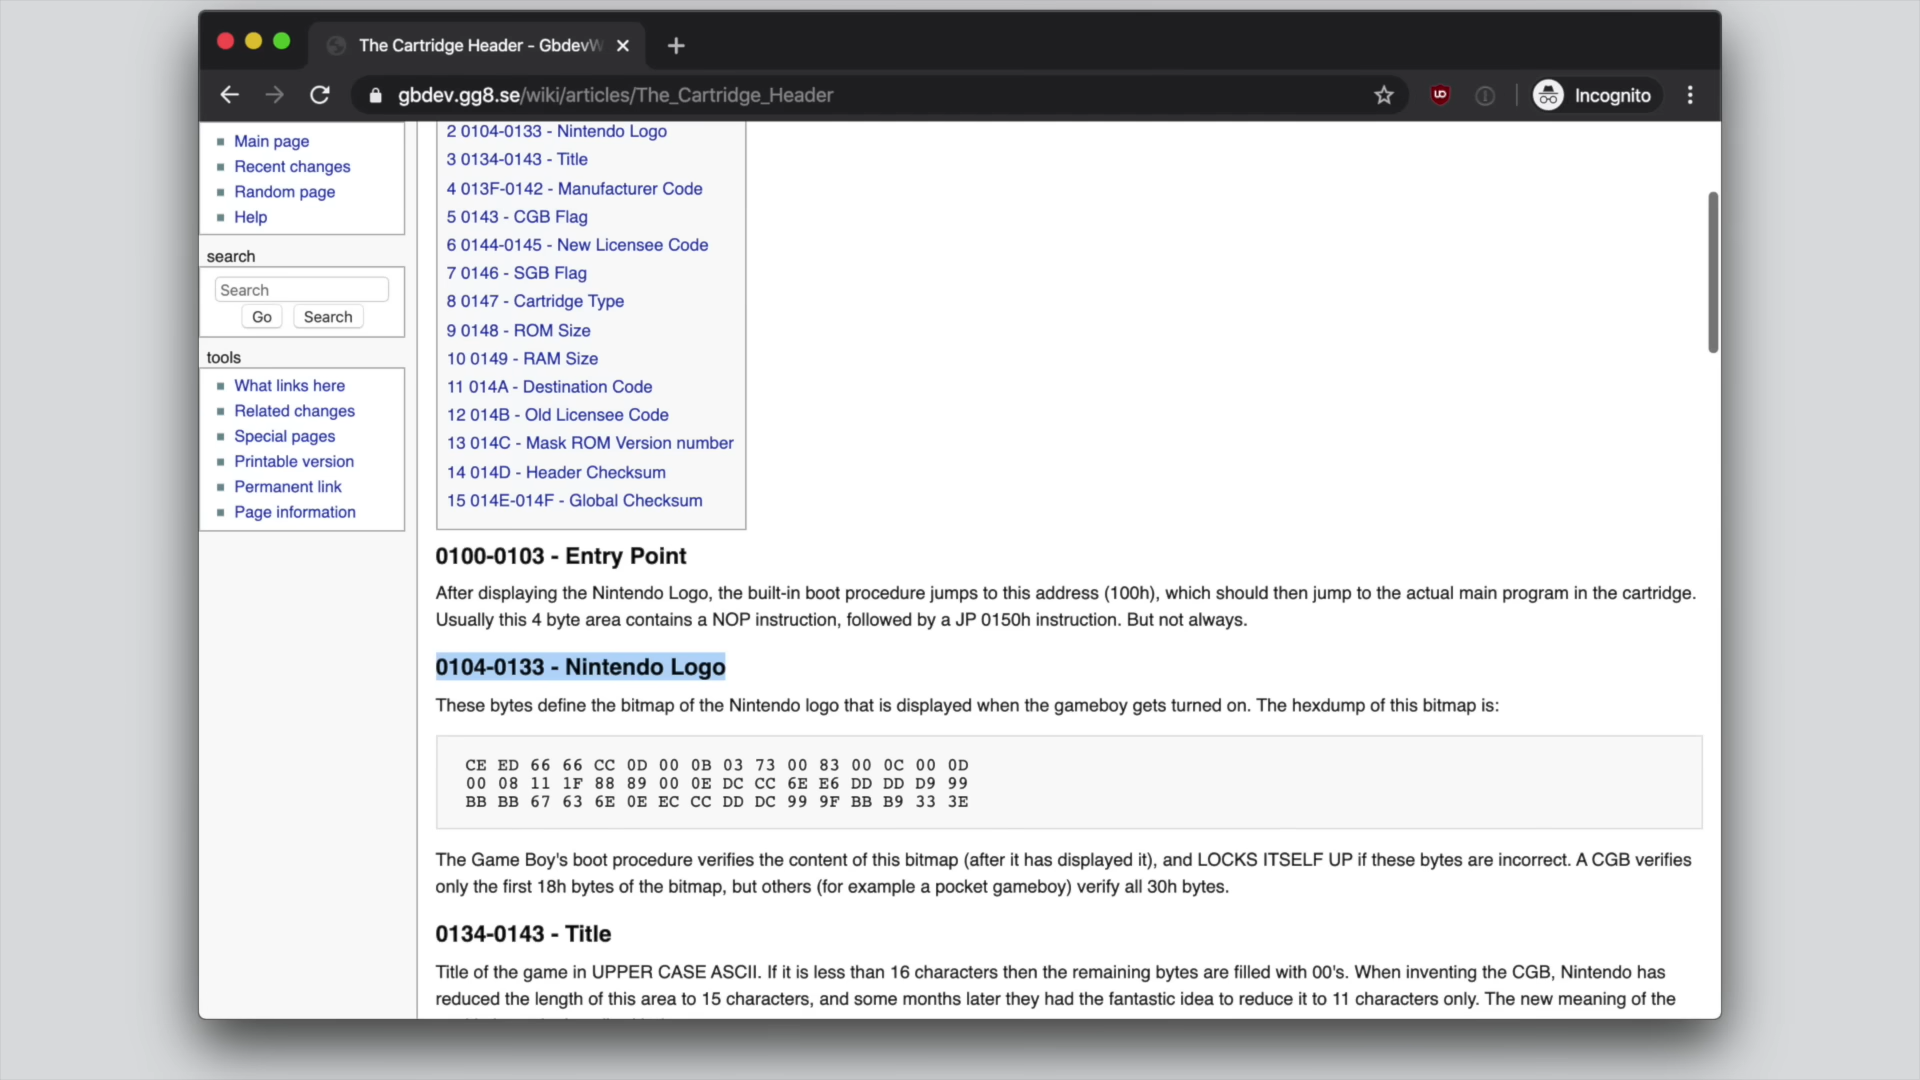 The Cartridge Header - GbdevW
gbdev.gg8.se/wiki/articles/The_Cartridge_Header
Incognito
Main page
Recent changes
Random page
Help
search
Search
Go Search
tools
What links here
Related changes
Special pages
Printable version
Permanent link
Page information
2 0104-0133 - Nintendo Logo
3 0134-0143 - Title
4 013F-0142 - Manufacturer Code
5 0143 - CGB Flag
6 0144-0145 - New Licensee Code
7 0146 - SGB Flag
8 0147 - Cartridge Type
9 0148 - ROM Size
10 0149 - RAM Size
11 014A - Destination Code
12 014B - Old Licensee Code
13 014C - Mask ROM Version number
14 014D - Header Checksum
15 014E-014F - Global Checksum
0100-0103 - Entry Point
After displaying the Nintendo Logo, the built-in boot procedure jumps to this address (100h), which should then jump to the actual main program in the cartridge.
Usually this 4 byte area contains a NOP instruction, followed by a JP 0150h instruction. But not always.
0104-0133 - Nintendo Logo
These bytes define the bitmap of the Nintendo logo that is displayed when the gameboy gets turned on. The hexdump of this bitmap is:
CE ED 66 66 CC 0D 00 0B 03 73 00 83 00 0C 00 0D
00 08 11 1F 88 89 00 0E DC CC 6E E6 DD DD D9 99
BB BB 67 63 6E 0E EC CC DD DC 99 9F BB B9 33 3E
The Game Boy's boot procedure verifies the content of this bitmap (after it has displayed it), and LOCKS ITSELF UP if these bytes are incorrect. A CGB verifies
only the first 18h bytes of the bitmap, but others (for example a pocket gameboy) verify all 30h bytes.
0134-0143 - Title
Title of the game in UPPER CASE ASCII. If it is less than 16 characters then the remaining bytes are filled with 00's. When inventing the CGB, Nintendo has
reduced the length of this area to 15 characters, and some months later they had the fantastic idea to reduce it to 11 characters only. The new meaning of the